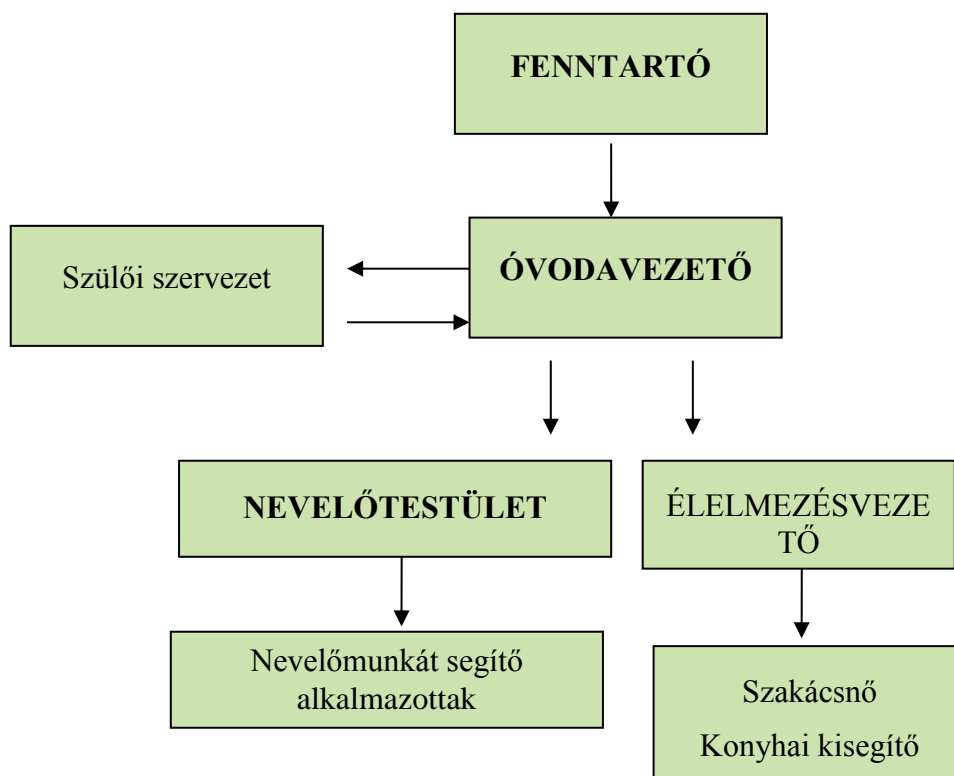 FENNTARTÓ
Szülői szervezet
ÓVODAVEZETŐ
NEVELŐTESTÜLET
ÉLELMEZÉSVEZE
TŐ
Nevelőmunkát segítő
alkalmazottak
Szakácsnő
Konyhai kisegítő